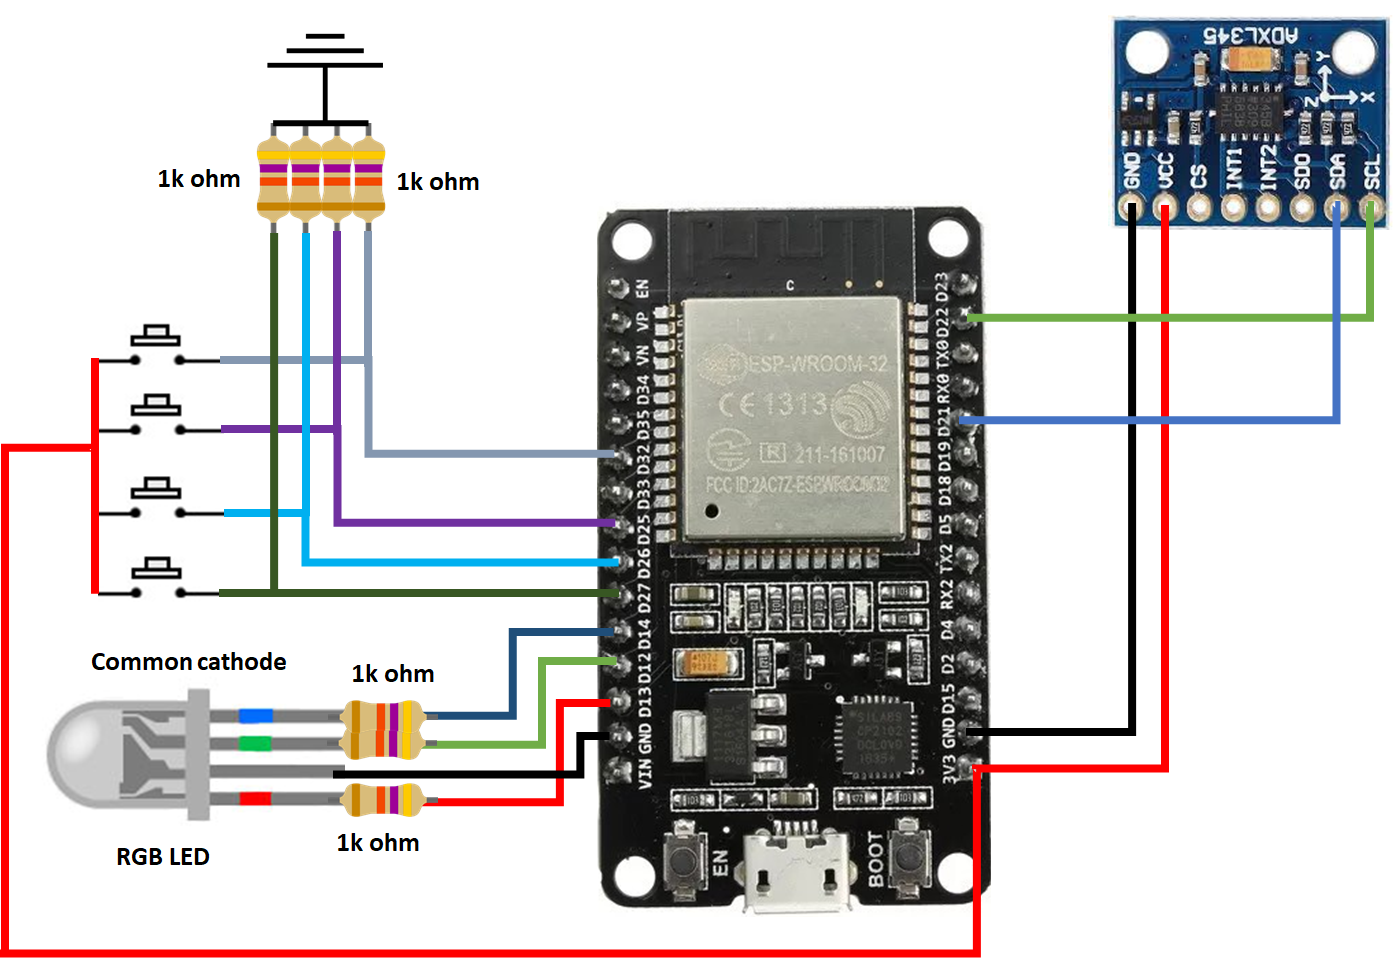 1k ohm
1k ohm
ADXL345
Y
X
Z
GND
VCC
CS
INT1
INT2
SDO
SDA
SCL
C
EN
VP
VN
D34
D35
D32
D33
D25
D26
D27
D14
D12
D13
GND
VIN
D23
D22
TX0
RX0
D21
D19
D18
D5
TX2
RX2
D4
D2
D15
GND
3V3
ESP-WROOM-32
CE1313
R 211-161007
FCC ID:2AC7Z-ESPWROOM32
SILABS
CP2102
EN
BOOT
Common cathode
1k ohm
1k ohm
RGB LED